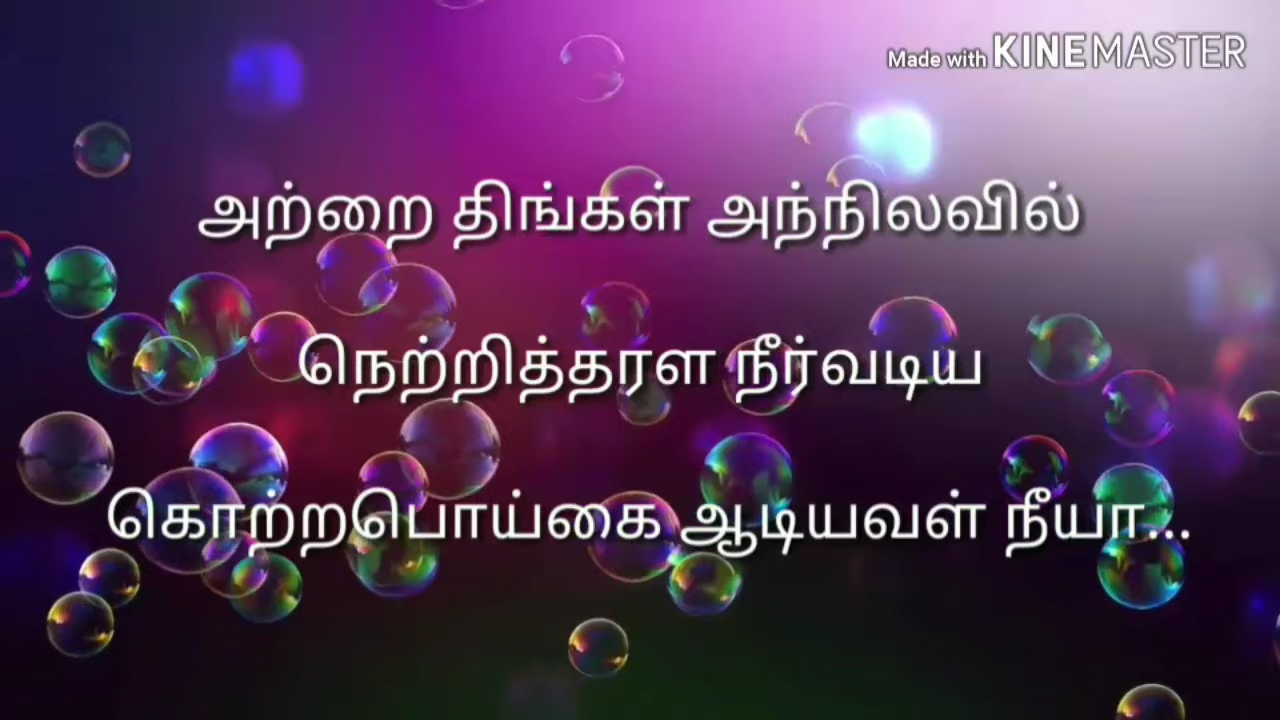 Made with KINEMASTER
அற்றை திங்கள் அந்நிலவில்
நெற்றித்தரள நீர்வடிய
கொற்றபொய்கை ஆடியவள் நீயா...